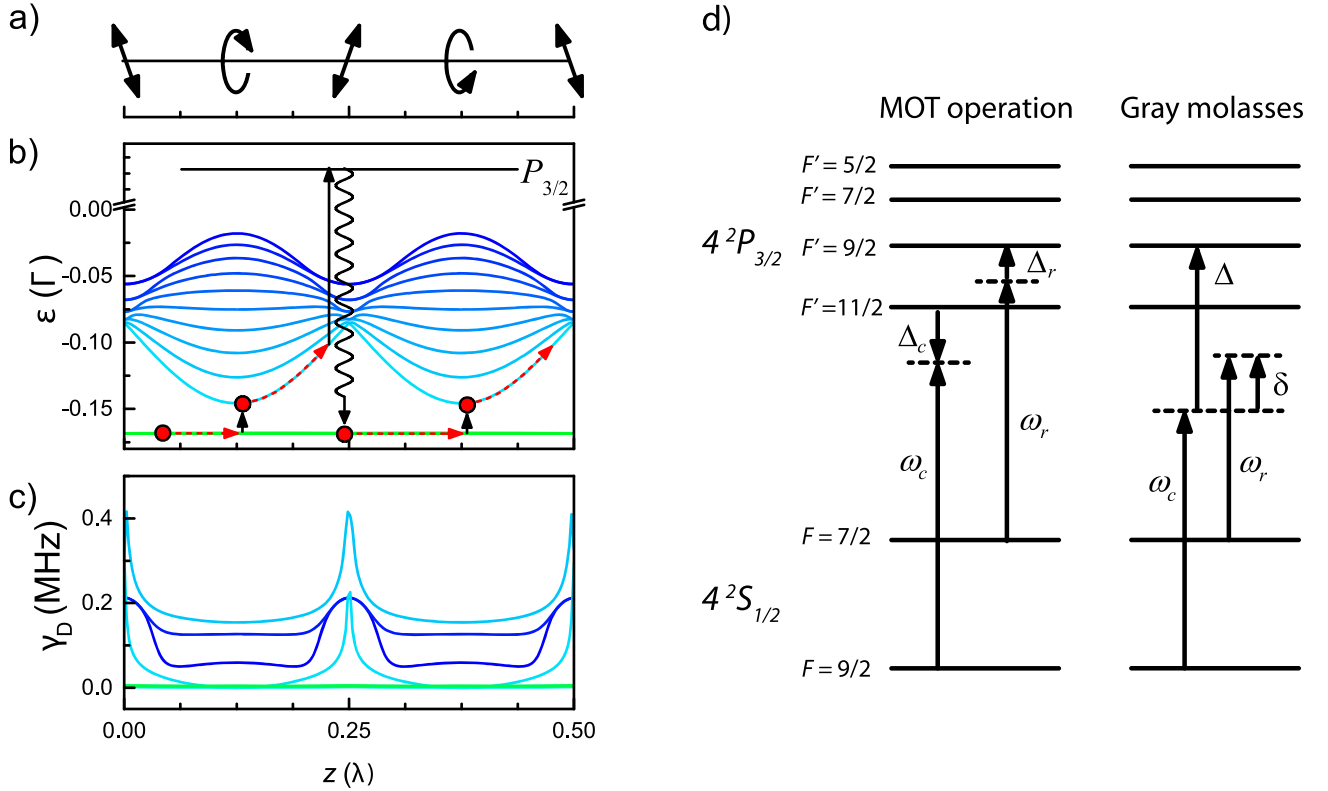 a)
b)
P3/2
0.00
-0.05
-0.10
-0.15
ε (Γ)
c)
0.4
0.2
0.0
γD (MHz)
0.00 0.25 0.50
z (λ)
d)
MOT operation Gray molasses
F' = 5/2
F' = 7/2
4 ²P3/2
F' = 9/2
Δr
Δ
F' = 11/2
Δc
δ
ωc
ωr
ωc
ωr
F = 7/2
4 ²S1/2
F = 9/2